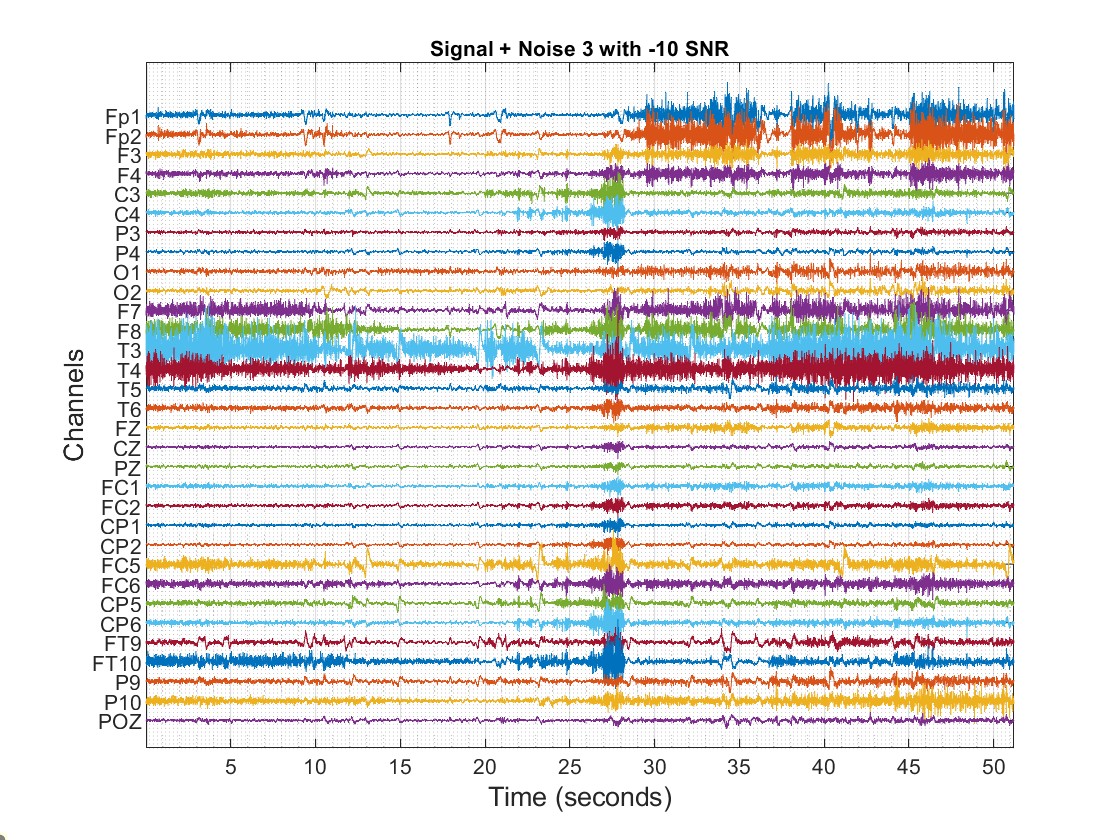 Signal + Noise 3 with -10 SNR
Fp1
Fp2
F3
F4
C3
C4
P3
P4
O1
O2
F7
F8
T3
T4
T5
T6
FZ
CZ
PZ
FC1
FC2
CP1
CP2
FC5
FC6
CP5
CP6
FT9
FT10
P9
P10
POZ
Channels
5 10 15 20 25 30 35 40 45 50
Time (seconds)